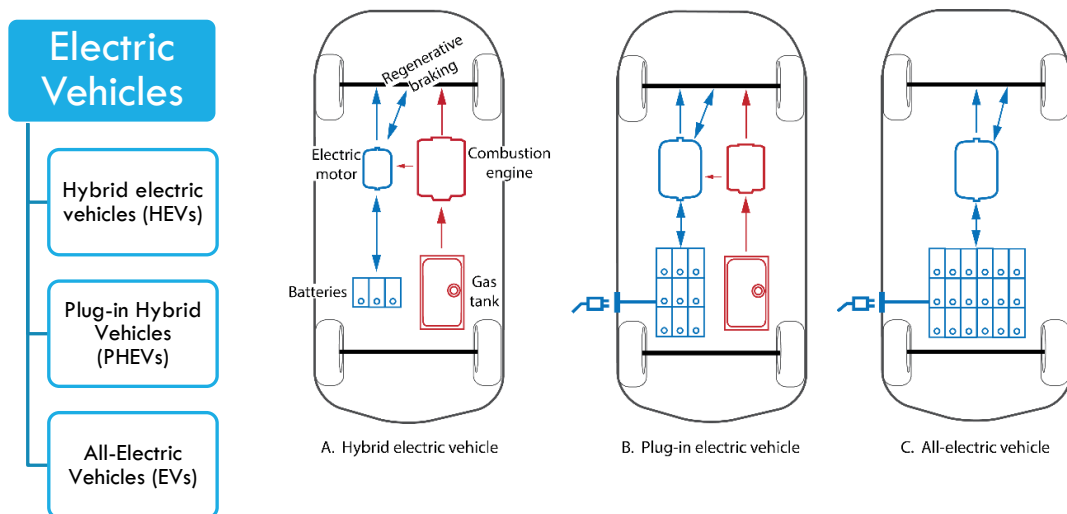 Electric
Vehicles
Hybrid electric
vehicles (HEVs)
Plug-in Hybrid
Vehicles
(PHEVs)
All-Electric
Vehicles (EVs)
Regenerative
braking
Electric
motor
Combustion
engine
Batteries
Gas
tank
A. Hybrid electric vehicle
B. Plug-in electric vehicle
C. All-electric vehicle